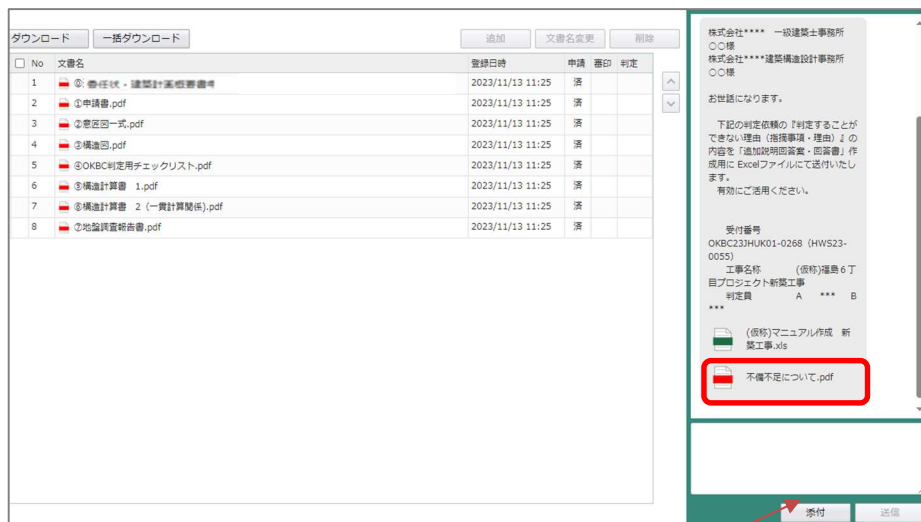 ダウンロード
一括ダウンロード
追加
文書名変更
削除
No 文書名 登録日時 申請 審印 判定
1 ⓪: 委任状・建築計画概要書 2023/11/13 11:25 済
2 ①申請書.pdf 2023/11/13 11:25 済
3 ②意匠図一式.pdf 2023/11/13 11:25 済
4 ③構造図.pdf 2023/11/13 11:25 済
5 ④OKBC判定用チェックリスト.pdf 2023/11/13 11:25 済
6 ⑤構造計算書 1.pdf 2023/11/13 11:25 済
7 ⑥構造計算書 2（一貫計算関係).pdf 2023/11/13 11:25 済
8 ⑦地盤調査報告書.pdf 2023/11/13 11:25 済
株式会社**** 一級建築士事務所
○○様
株式会社****建築構造設計事務所
○○様
お世話になります。
下記の判定依頼の『判定することが
できない理由（指摘事項・理由）』の
内容を「追加説明回答案・回答書」作
成用に Excelファイルにて送付いたし
ます。
有効にご活用ください。
受付番号
OKBC23JHUK01-0268（HWS23-
0055)
工事名称 (仮称)福島６丁
目プロジェクト新築工事
判定員 A *** B
***
(仮称)マニュアル作成 新
築工事.xls
不備不足について.pdf
添付
送信